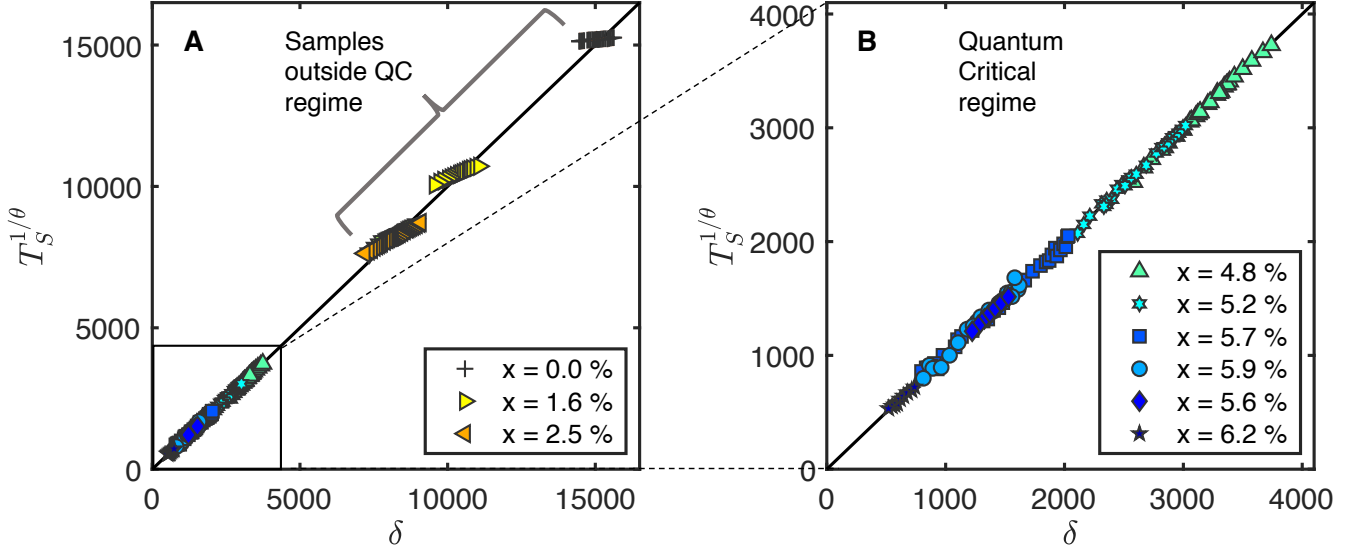 A
Samples
outside QC
regime
15000
10000
5000
0
T_S^{1/θ}
0
5000
10000
15000
δ
x = 0.0 %
x = 1.6 %
x = 2.5 %
B
Quantum
Critical
regime
4000
3000
2000
1000
0
T_S^{1/θ}
0
1000
2000
3000
4000
δ
x = 4.8 %
x = 5.2 %
x = 5.7 %
x = 5.9 %
x = 5.6 %
x = 6.2 %